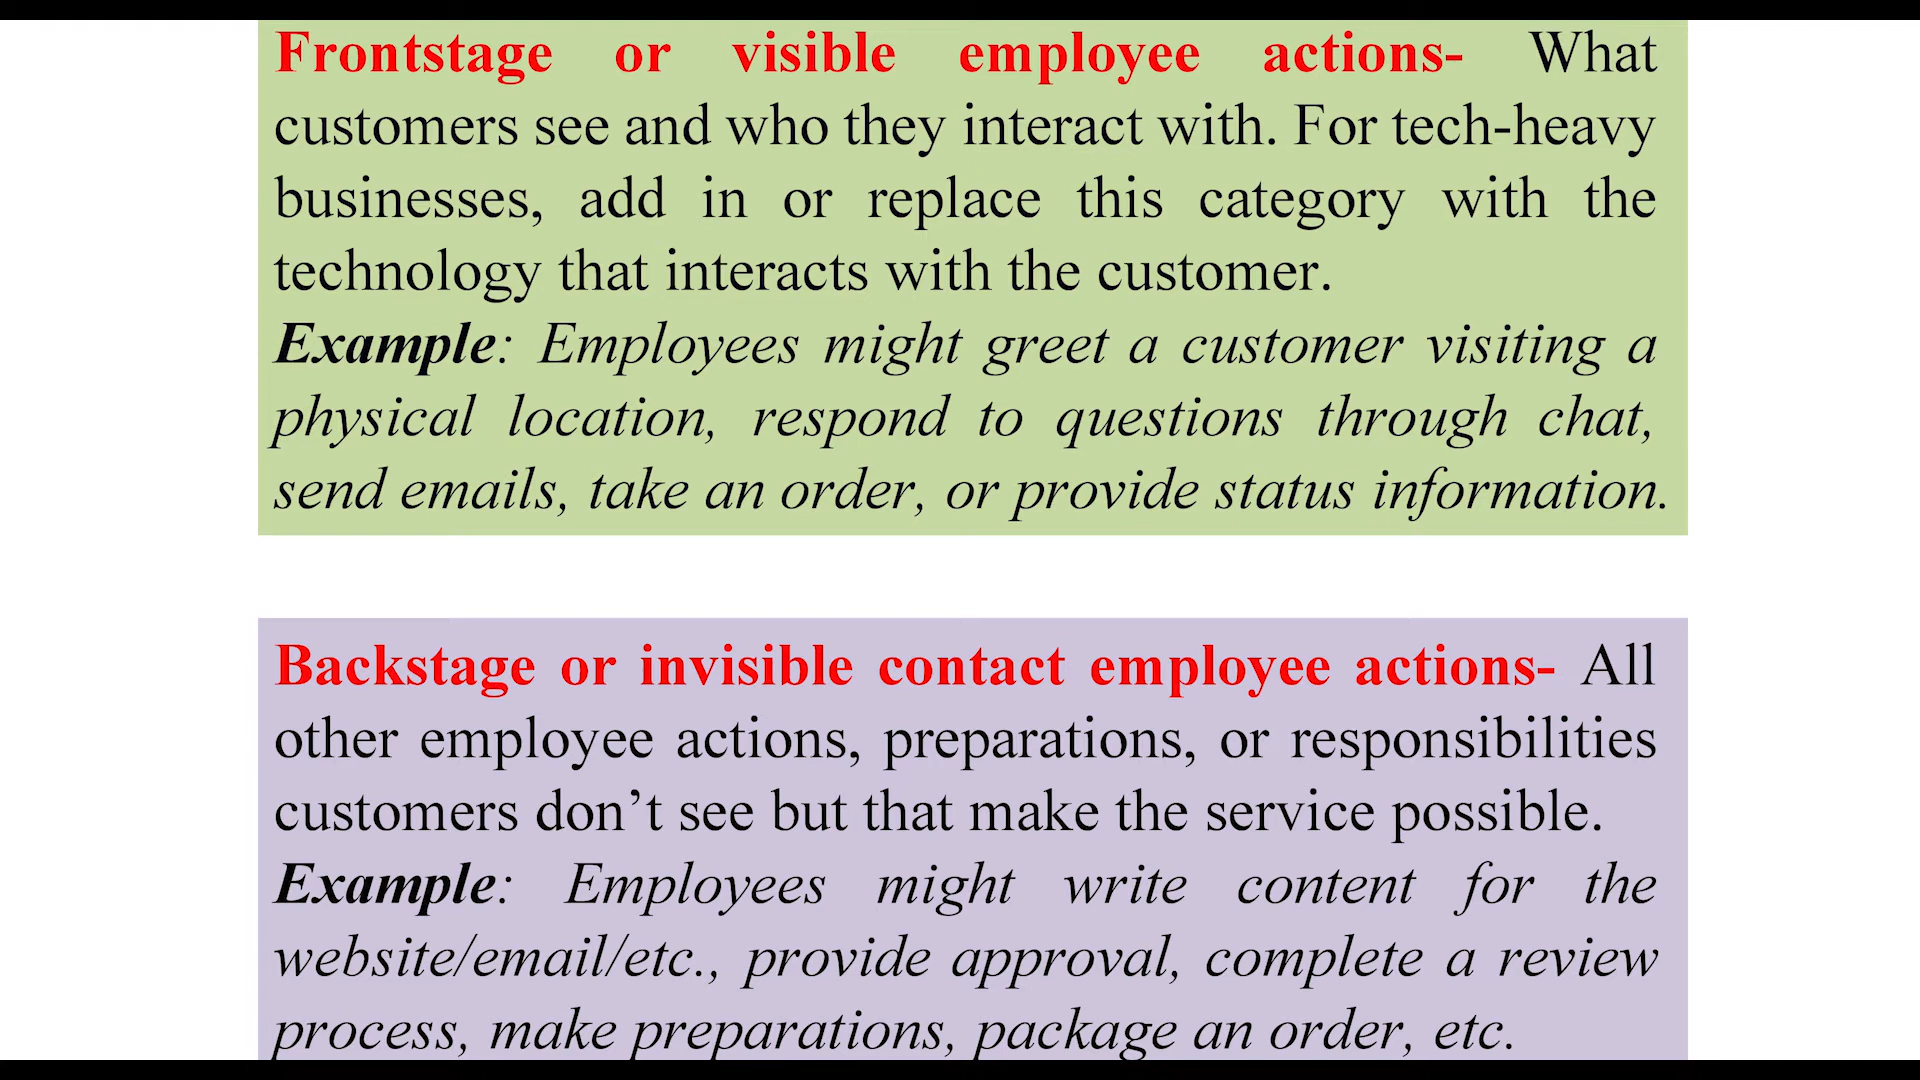 Frontstage or visible employee actions- What
customers see and who they interact with. For tech-heavy
businesses, add in or replace this category with the
technology that interacts with the customer.
Example: Employees might greet a customer visiting a
physical location, respond to questions through chat,
send emails, take an order, or provide status information.
Backstage or invisible contact employee actions- All
other employee actions, preparations, or responsibilities
customers don’t see but that make the service possible.
Example: Employees might write content for the
website/email/etc., provide approval, complete a review
process, make preparations, package an order, etc.